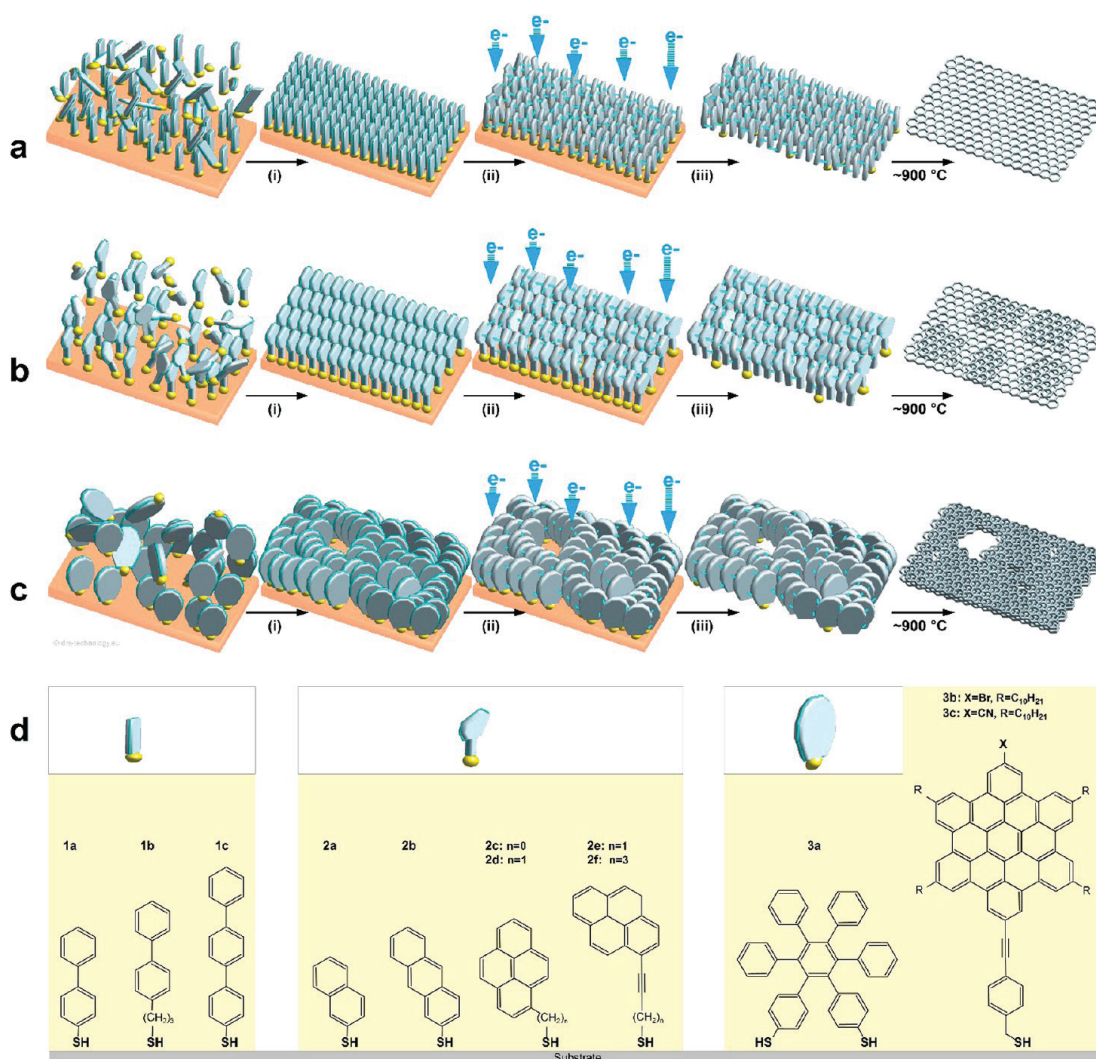 e- e- e- e- e-
a
(i) (ii) (iii) ~900 °C
e- e- e- e- e-
b
(i) (ii) (iii) ~900 °C
e- e- e- e- e-
c
(i) (ii) (iii) ~900 °C
d
3b: X=Br, R=C10H21
3c: X=CN, R=C10H21
X
R R
1a 1b 1c 2a 2b 2c: n=0 2e: n=1 3a
2d: n=1 2f: n=3
R R
(CH2)3 (CH2)n (CH2)n
SH SH SH SH SH SH SH HS SH SH
Substrate